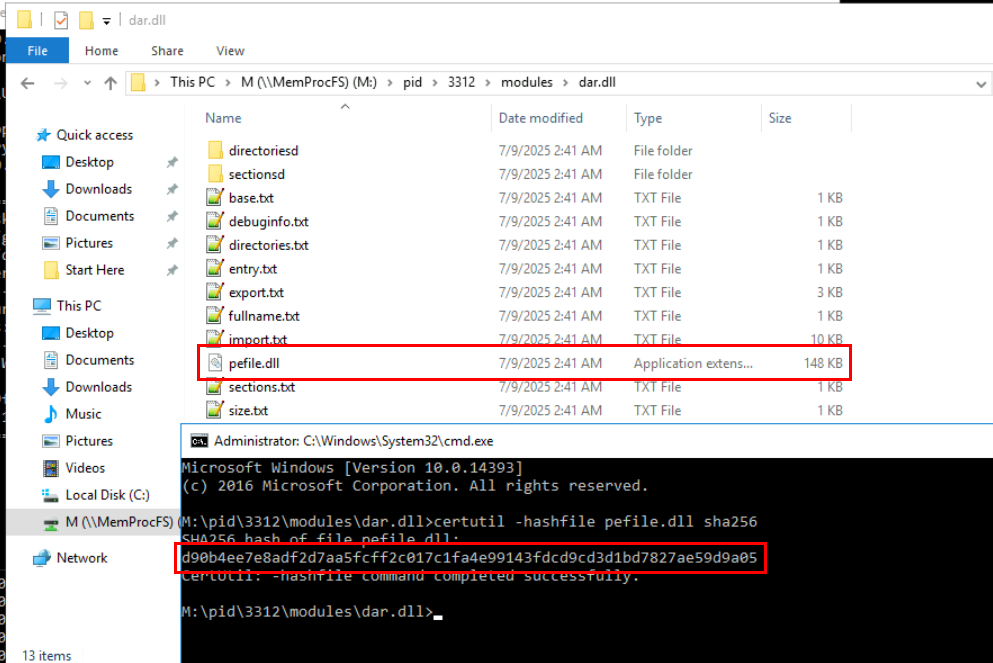 dar.dll
File Home Share View
This PC > M (\\MemProcFS) (M:) > pid > 3312 > modules > dar.dll
Name Date modified Type Size
Quick access
Desktop
Downloads
Documents
Pictures
Start Here
This PC
Desktop
Documents
Downloads
Music
Pictures
Videos
Local Disk (C:)
M (\\MemProcFS) (
Network
directoriesd 7/9/2025 2:41 AM File folder
sectionsd 7/9/2025 2:41 AM File folder
base.txt 7/9/2025 2:41 AM TXT File 1 KB
debuginfo.txt 7/9/2025 2:41 AM TXT File 1 KB
directories.txt 7/9/2025 2:41 AM TXT File 1 KB
entry.txt 7/9/2025 2:41 AM TXT File 1 KB
export.txt 7/9/2025 2:41 AM TXT File 3 KB
fullname.txt 7/9/2025 2:41 AM TXT File 1 KB
import.txt 7/9/2025 2:41 AM TXT File 10 KB
pefile.dll 7/9/2025 2:41 AM Application extens... 148 KB
sections.txt 7/9/2025 2:41 AM TXT File 1 KB
size.txt 7/9/2025 2:41 AM TXT File 1 KB
Administrator: C:\Windows\System32\cmd.exe
Microsoft Windows [Version 10.0.14393]
(c) 2016 Microsoft Corporation. All rights reserved.
M:\pid\3312\modules\dar.dll>certutil -hashfile pefile.dll sha256
SHA256 hash of file pefile.dll:
d90b4ee7e8adf2d7aa5fcff2c017c1fa4e99143fdcd9cd3d1bd7827ae59d9a05
CertUtil: -hashfile command completed successfully.
M:\pid\3312\modules\dar.dll>
13 items